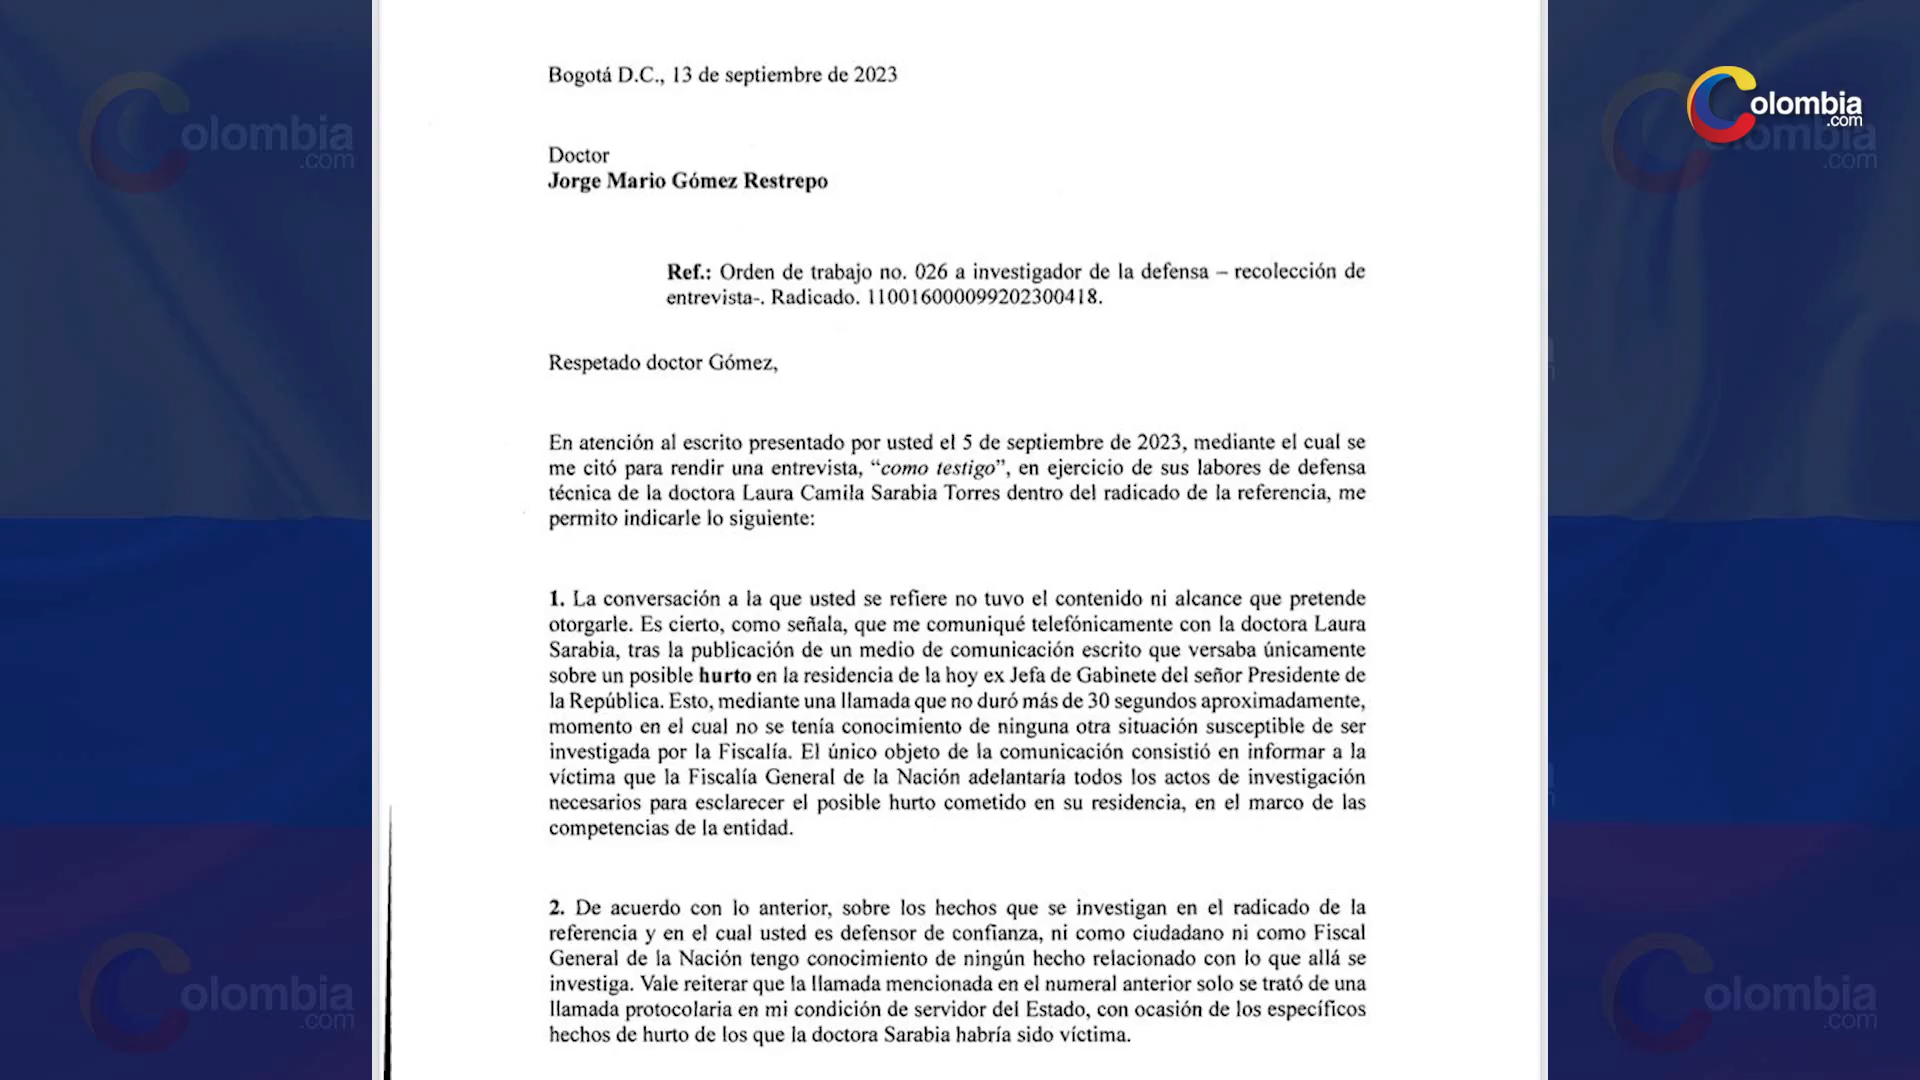 Bogotá D.C., 13 de septiembre de 2023
Doctor
Jorge Mario Gómez Restrepo
Ref.: Orden de trabajo no. 026 a investigador de la defensa – recolección de
entrevista-. Radicado. 110016000099202300418.
Respetado doctor Gómez,
En atención al escrito presentado por usted el 5 de septiembre de 2023, mediante el cual se
me citó para rendir una entrevista, “como testigo”, en ejercicio de sus labores de defensa
técnica de la doctora Laura Camila Sarabia Torres dentro del radicado de la referencia, me
permito indicarle lo siguiente:
1. La conversación a la que usted se refiere no tuvo el contenido ni alcance que pretende
otorgarle. Es cierto, como señala, que me comuniqué telefónicamente con la doctora Laura
Sarabia, tras la publicación de un medio de comunicación escrito que versaba únicamente
sobre un posible hurto en la residencia de la hoy ex Jefa de Gabinete del señor Presidente de
la República. Esto, mediante una llamada que no duró más de 30 segundos aproximadamente,
momento en el cual no se tenía conocimiento de ninguna otra situación susceptible de ser
investigada por la Fiscalía. El único objeto de la comunicación consistió en informar a la
víctima que la Fiscalía General de la Nación adelantaría todos los actos de investigación
necesarios para esclarecer el posible hurto cometido en su residencia, en el marco de las
competencias de la entidad.
2. De acuerdo con lo anterior, sobre los hechos que se investigan en el radicado de la
referencia y en el cual usted es defensor de confianza, ni como ciudadano ni como Fiscal
General de la Nación tengo conocimiento de ningún hecho relacionado con lo que allá se
investiga. Vale reiterar que la llamada mencionada en el numeral anterior solo se trató de una
llamada protocolaria en mi condición de servidor del Estado, con ocasión de los específicos
hechos de hurto de los que la doctora Sarabia habría sido víctima.
Colombia
.com
Colombia
.com
Colombia
.com
Colombia
.com
Colombia
.com